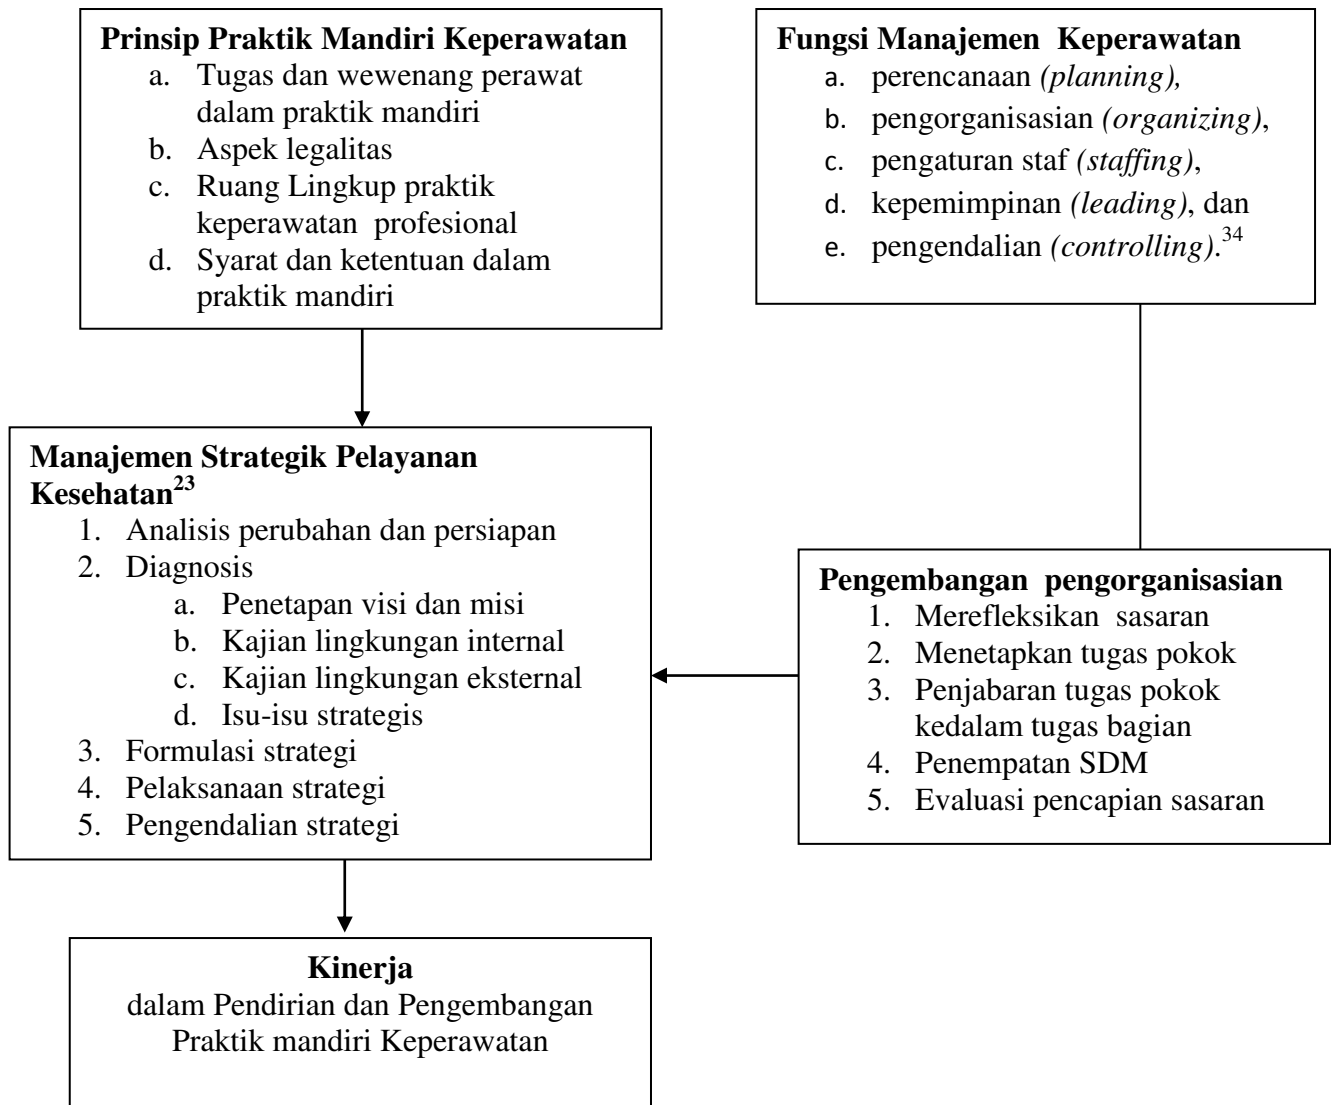 Prinsip Praktik Mandiri Keperawatan
a. Tugas dan wewenang perawat
dalam praktik mandiri
b. Aspek legalitas
c. Ruang Lingkup praktik
keperawatan profesional
d. Syarat dan ketentuan dalam
praktik mandiri
Fungsi Manajemen Keperawatan
a. perencanaan (planning),
b. pengorganisasian (organizing),
c. pengaturan staf (staffing),
d. kepemimpinan (leading), dan
e. pengendalian (controlling).34
Manajemen Strategik Pelayanan
Kesehatan23
1. Analisis perubahan dan persiapan
2. Diagnosis
a. Penetapan visi dan misi
b. Kajian lingkungan internal
c. Kajian lingkungan eksternal
d. Isu-isu strategis
3. Formulasi strategi
4. Pelaksanaan strategi
5. Pengendalian strategi
Pengembangan pengorganisasian
1. Merefleksikan sasaran
2. Menetapkan tugas pokok
3. Penjabaran tugas pokok
kedalam tugas bagian
4. Penempatan SDM
5. Evaluasi pencapian sasaran
Kinerja
dalam Pendirian dan Pengembangan
Praktik mandiri Keperawatan